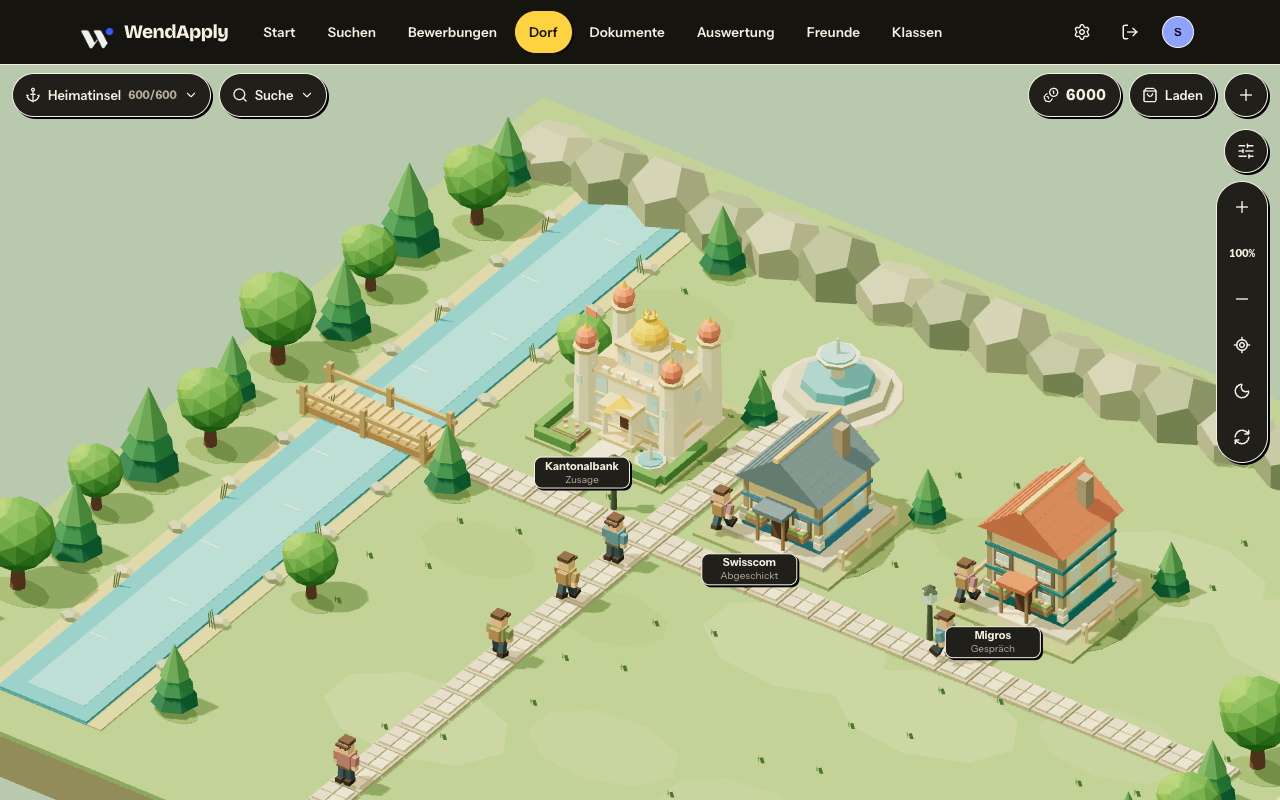 WendApply
Start
Suchen
Bewerbungen
Dorf
Dokumente
Auswertung
Freunde
Klassen
S
Heimatinsel 600/600
Suche
6000
Laden
100%
Kantonalbank
Zusage
Swisscom
Abgeschickt
Migros
Gespräch